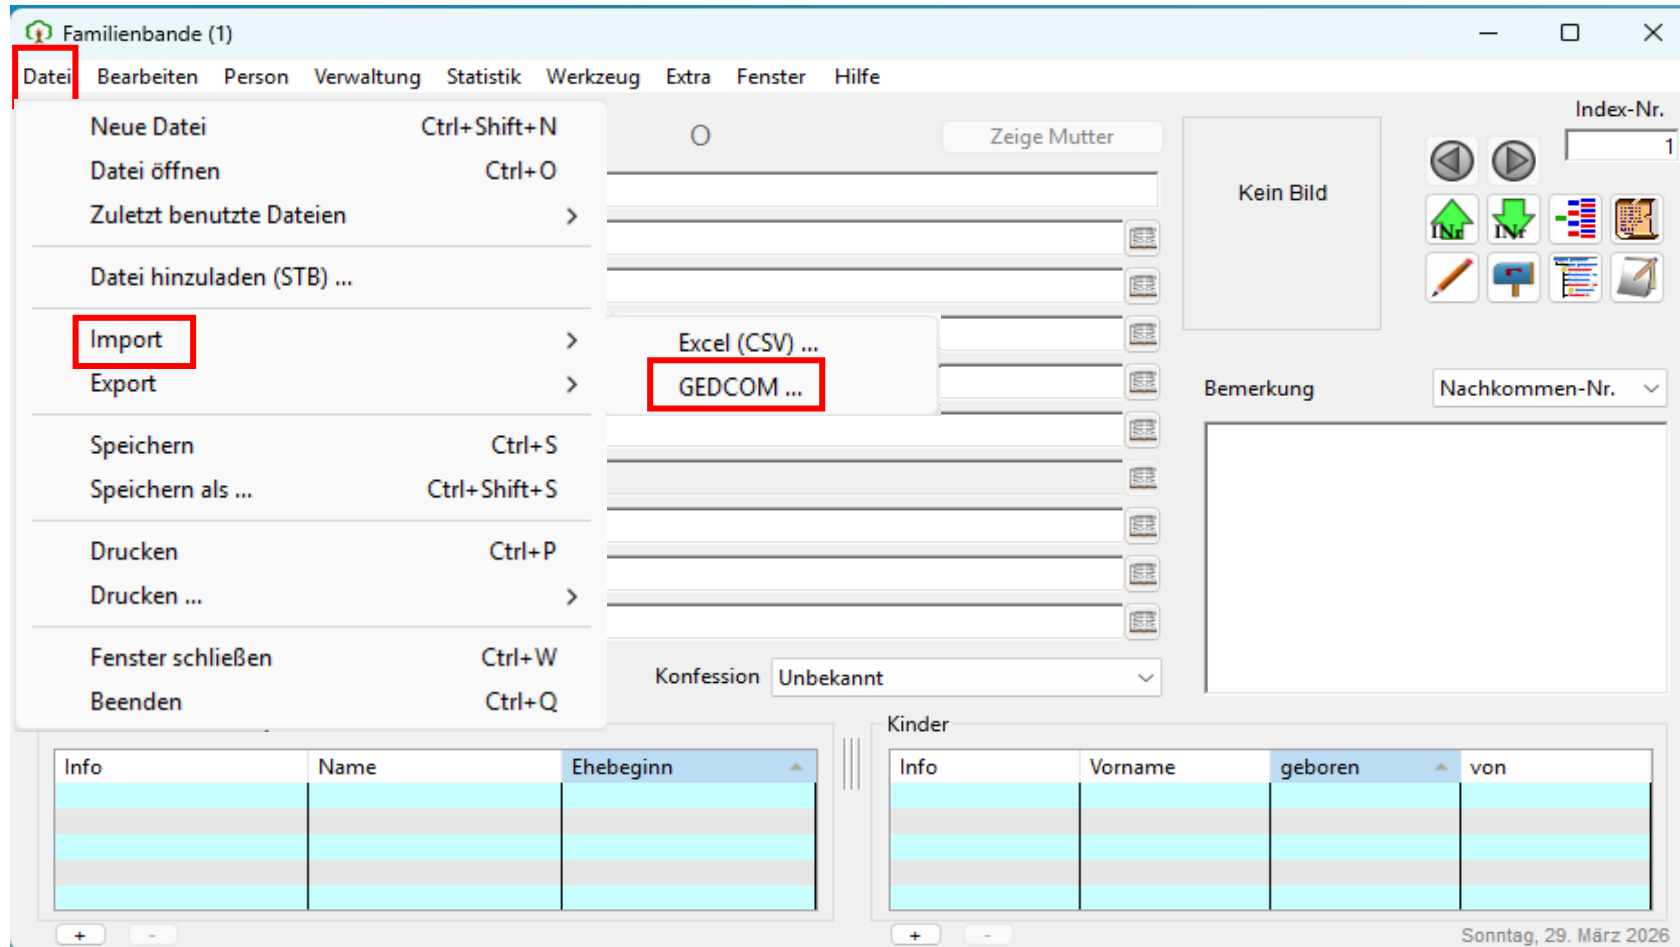 Familienbande (1)
Datei Bearbeiten Person Verwaltung Statistik Werkzeug Extra Fenster Hilfe
Neue Datei Ctrl+Shift+N
Datei öffnen Ctrl+O
Zuletzt benutzte Dateien
Datei hinzuladen (STB) ...
Import
Export
Speichern Ctrl+S
Speichern als ... Ctrl+Shift+S
Drucken Ctrl+P
Drucken ...
Fenster schließen Ctrl+W
Beenden Ctrl+Q
Excel (CSV) ...
GEDCOM ...
O
Zeige Mutter
Kein Bild
Index-Nr.
1
INr INr
Bemerkung Nachkommen-Nr.
Konfession Unbekannt
Info Name Ehebeginn
+ -
Kinder
Info Vorname geboren von
+ -
Sonntag, 29. März 2026